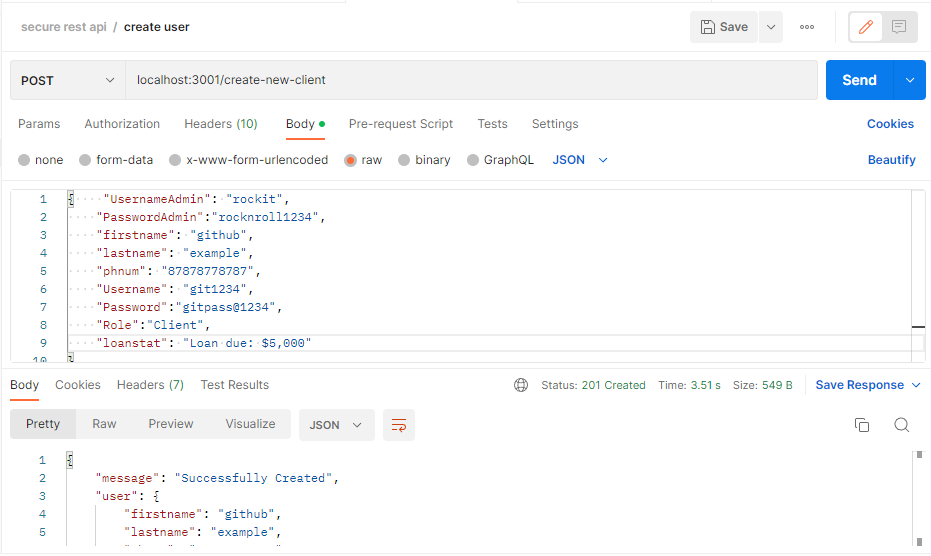 secure rest api / create user
Save
POST
localhost:3001/create-new-client
Send
Params Authorization Headers (10) Body Pre-request Script Tests Settings Cookies
none form-data x-www-form-urlencoded raw binary GraphQL JSON Beautify
1 { "UsernameAdmin": "rockit",
2 "PasswordAdmin":"rocknroll1234",
3 "firstname": "github",
4 "lastname": "example",
5 "phnum": "87878778787",
6 "Username": "git1234",
7 "Password":"gitpass@1234",
8 "Role":"Client",
9 "loanstat": "Loan due: $5,000"
10 }
Body Cookies Headers (7) Test Results Status: 201 Created Time: 3.51 s Size: 549 B Save Response
Pretty Raw Preview Visualize JSON
1 {
2 "message": "Successfully Created",
3 "user": {
4 "firstname": "github",
5 "lastname": "example",